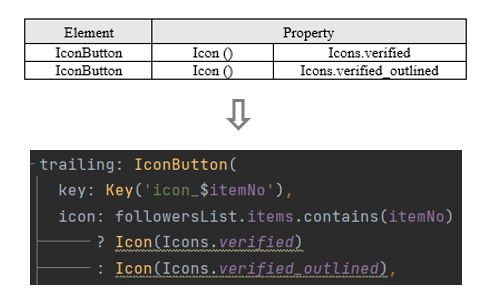 Element Property
IconButton Icon () Icons.verified
IconButton Icon () Icons.verified_outlined
trailing: IconButton(
key: Key('icon_$itemNo'),
icon: followersList.items.contains(itemNo)
? Icon(Icons.verified)
: Icon(Icons.verified_outlined),